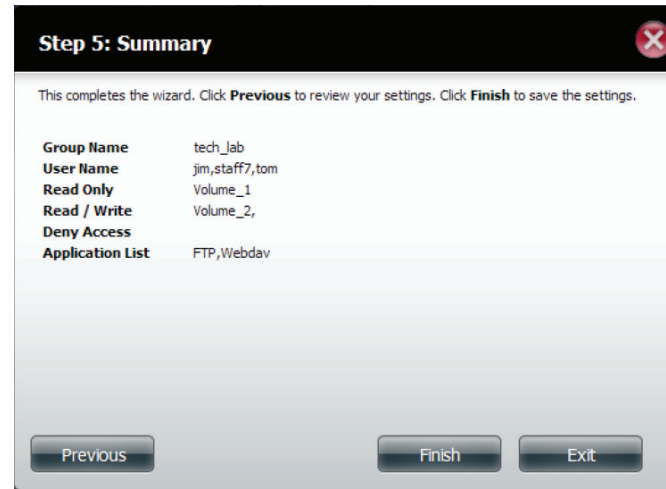 Step 5: Summary
This completes the wizard. Click Previous to review your settings. Click Finish to save the settings.
Group Name tech_lab
User Name jim,staff7,tom
Read Only Volume_1
Read / Write Volume_2,
Deny Access
Application List FTP,Webdav
Previous Finish Exit